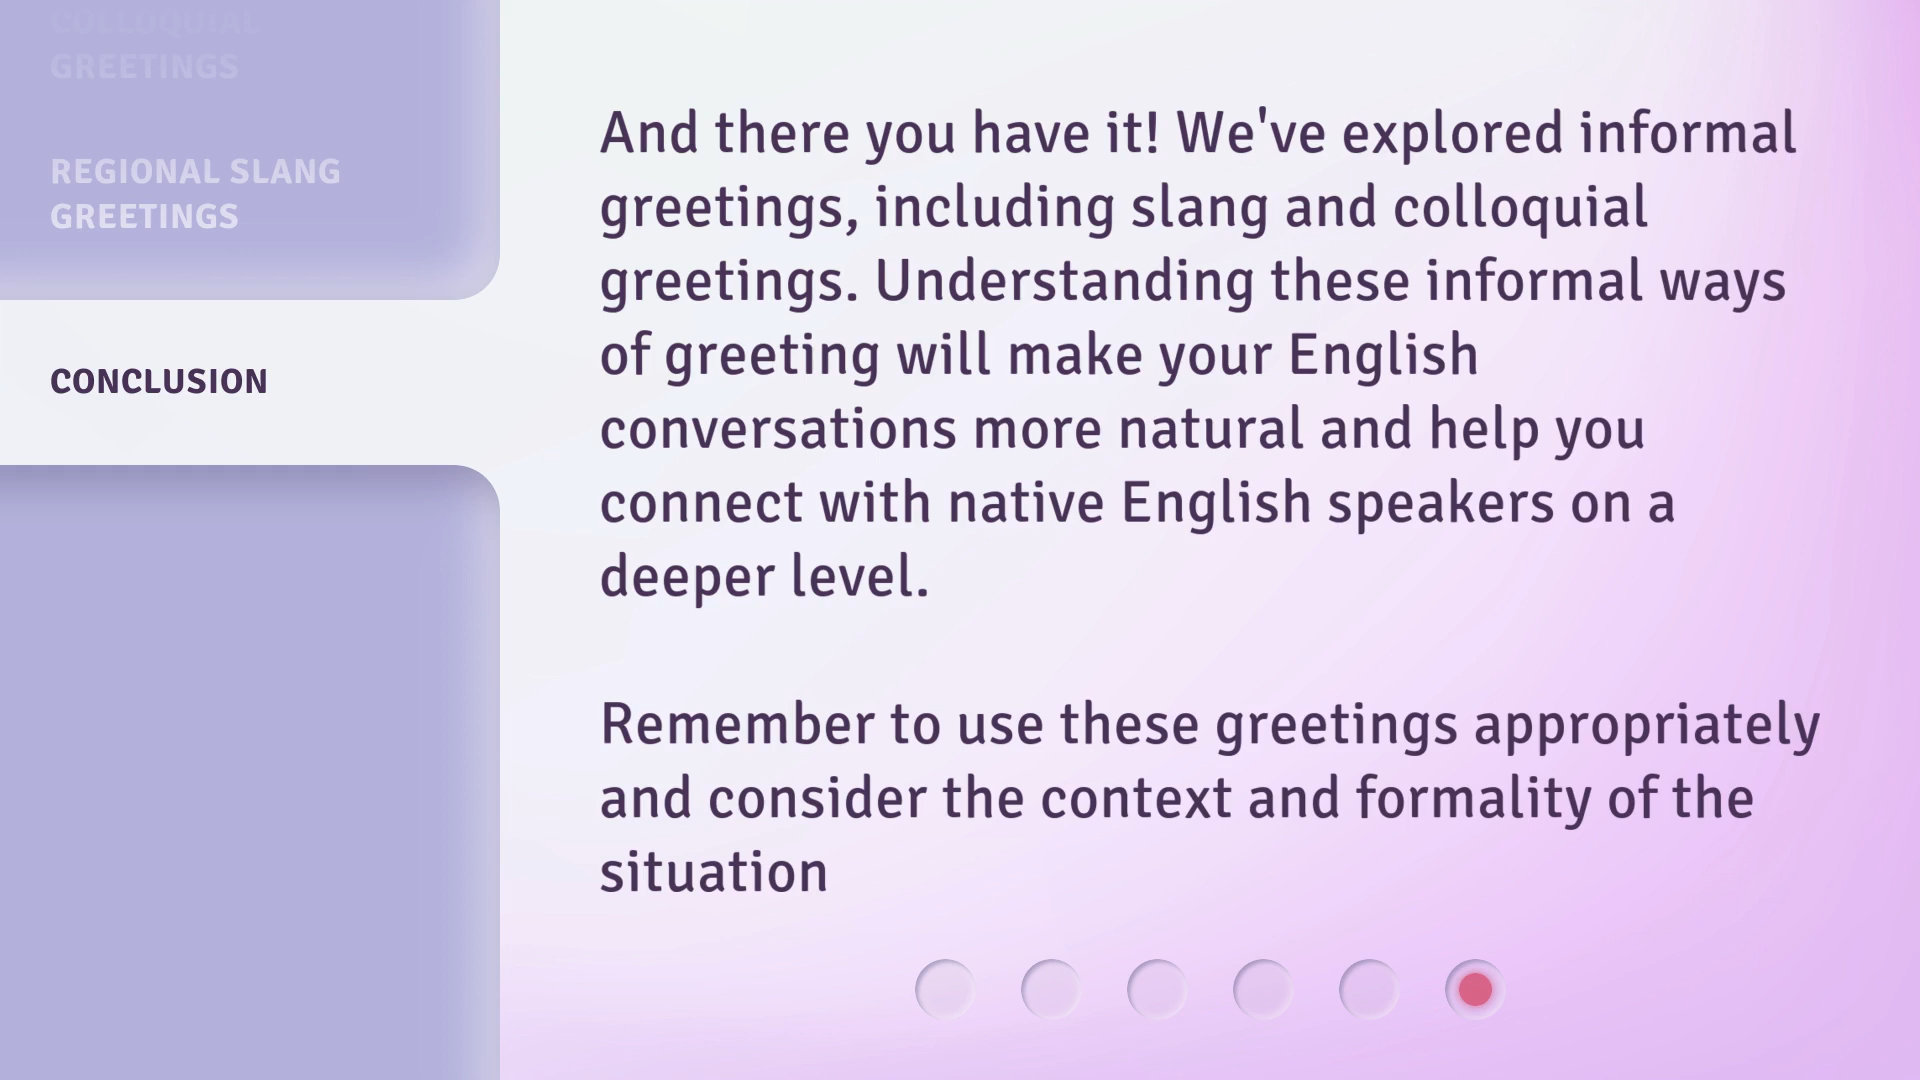 COLLOQUIAL
GREETINGS
REGIONAL SLANG
GREETINGS
CONCLUSION
And there you have it! We've explored informal
greetings, including slang and colloquial
greetings. Understanding these informal ways
of greeting will make your English
conversations more natural and help you
connect with native English speakers on a
deeper level.
Remember to use these greetings appropriately
and consider the context and formality of the
situation